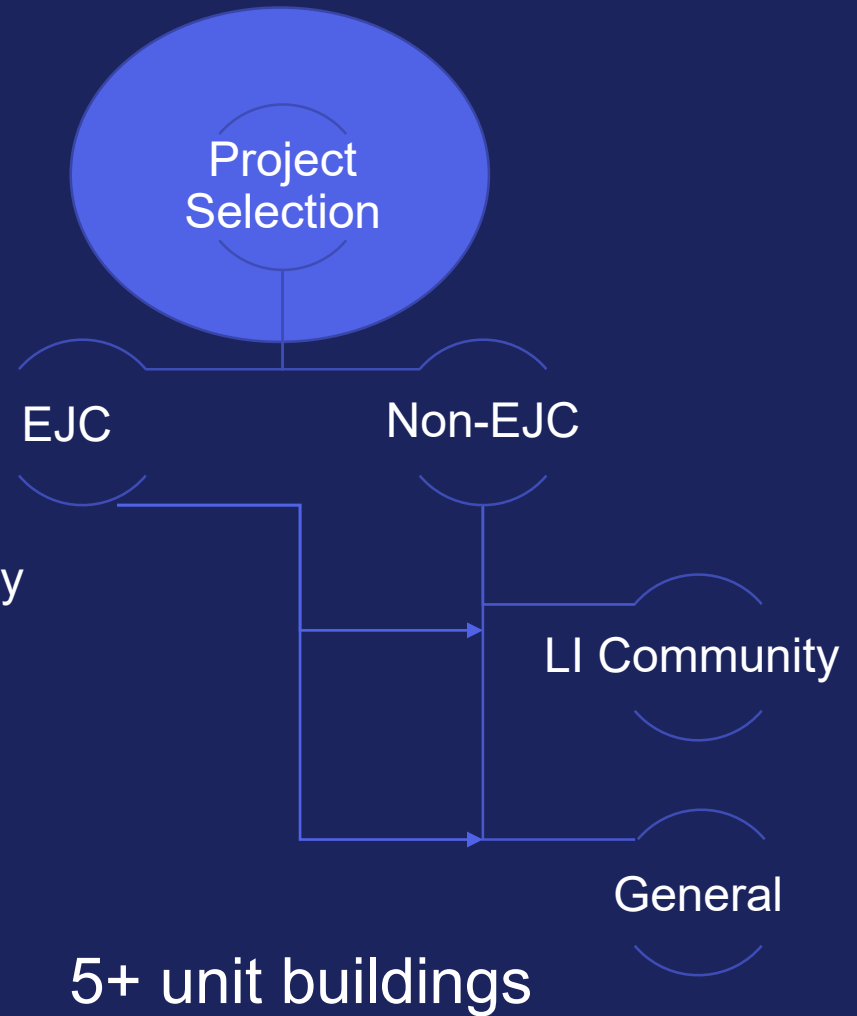 Project
Selection
EJC
Non-EJC
y
LI Community
General
5+ unit buildings